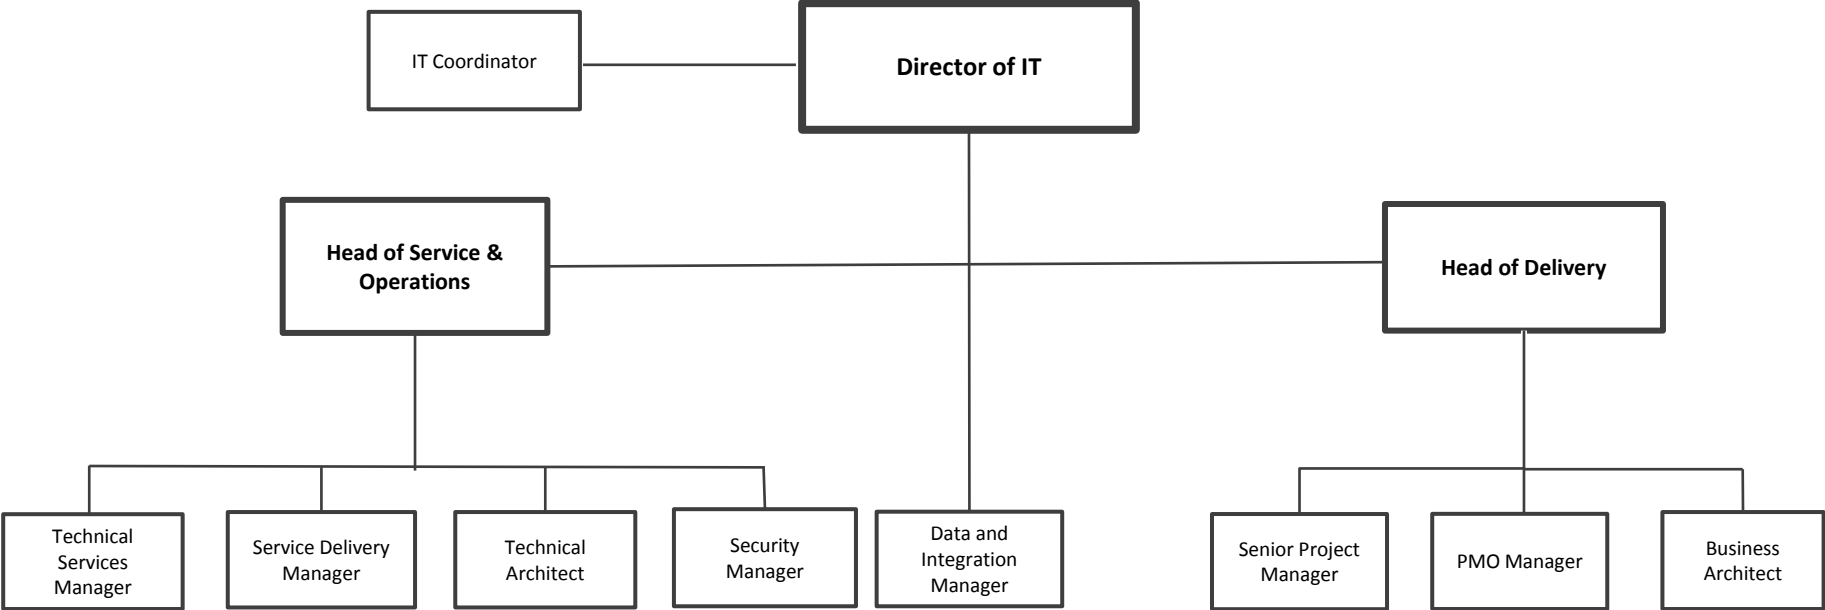 IT Coordinator
Director of IT
Head of Service &
Operations
Head of Delivery
Technical
Services
Manager
Service Delivery
Manager
Technical
Architect
Security
Manager
Data and
Integration
Manager
Senior Project
Manager
PMO Manager
Business
Architect